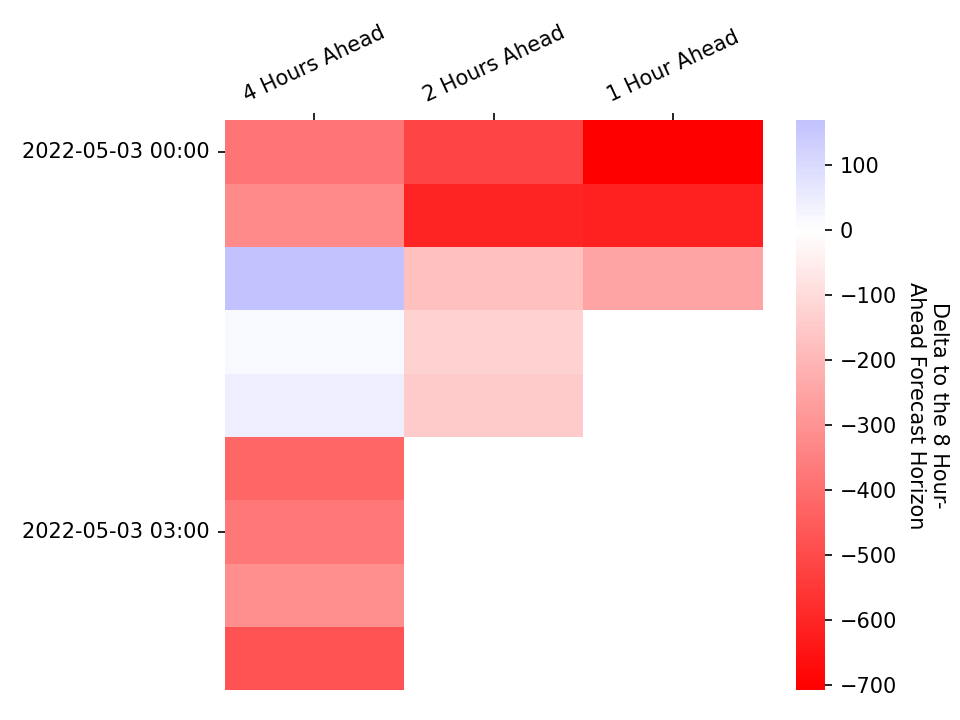 4 Hours Ahead
2 Hours Ahead
1 Hour Ahead
2022-05-03 00:00
2022-05-03 03:00
100
0
−100
−200
−300
−400
−500
−600
−700
Delta to the 8 Hour-
Ahead Forecast Horizon